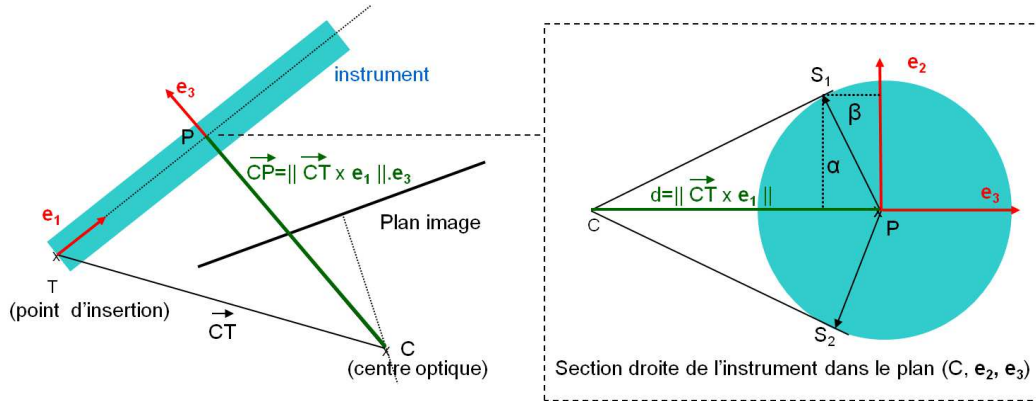 instrument
e3
P
CP=|| CT x e1 ||.e3
e1
Plan image
T
(point d'insertion)
CT
C
(centre optique)
S1
e2
β
α
d=|| CT x e1 ||
e3
C
P
S2
Section droite de l'instrument dans le plan (C, e2, e3)